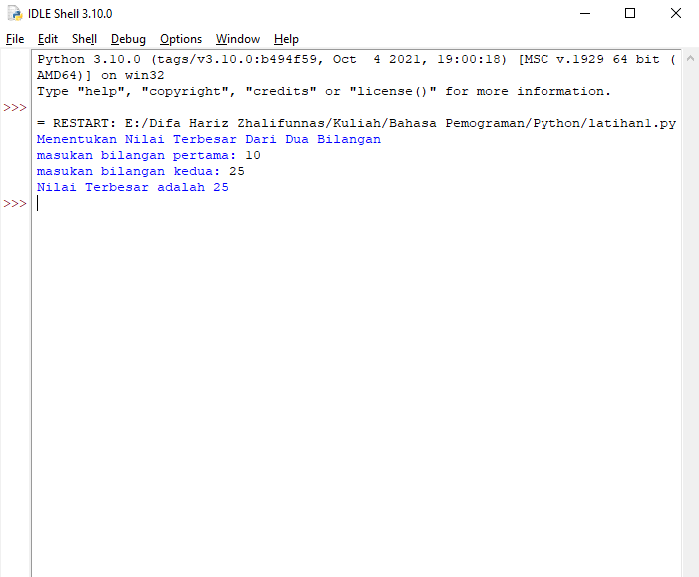 IDLE Shell 3.10.0
File Edit Shell Debug Options Window Help
Python 3.10.0 (tags/v3.10.0:b494f59, Oct  4 2021, 19:00:18) [MSC v.1929 64 bit (
AMD64)] on win32
Type "help", "copyright", "credits" or "license()" for more information.
>>>
= RESTART: E:/Difa Hariz Zhalifunnas/Kuliah/Bahasa Pemograman/Python/latihan1.py
Menentukan Nilai Terbesar Dari Dua Bilangan
masukan bilangan pertama: 10
masukan bilangan kedua: 25
Nilai Terbesar adalah 25
>>>